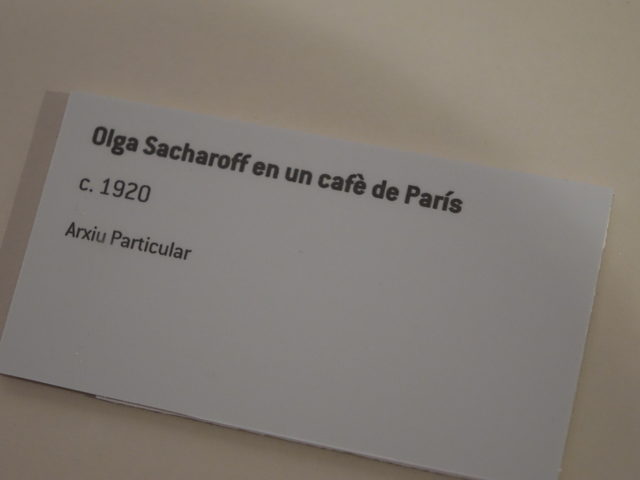 Olga Sacharoff en un cafè de París
c. 1920
Arxiu Particular